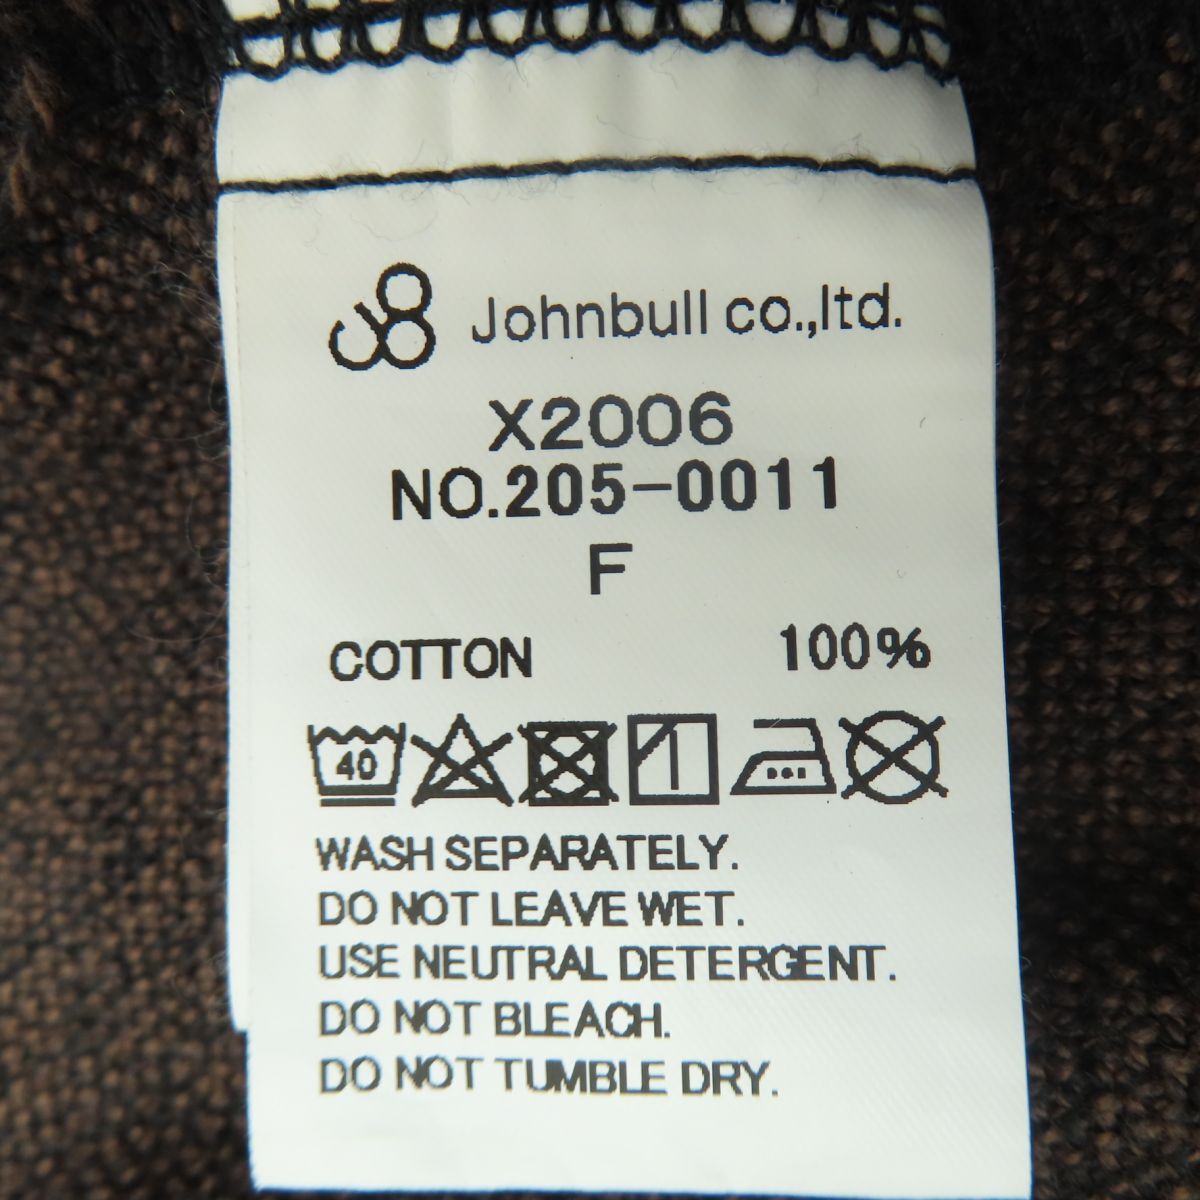 Johnbull co.,ltd.
X2006
NO.205-0011
F
COTTON 100%
40
WASH SEPARATELY.
DO NOT LEAVE WET.
USE NEUTRAL DETERGENT.
DO NOT BLEACH.
DO NOT TUMBLE DRY.